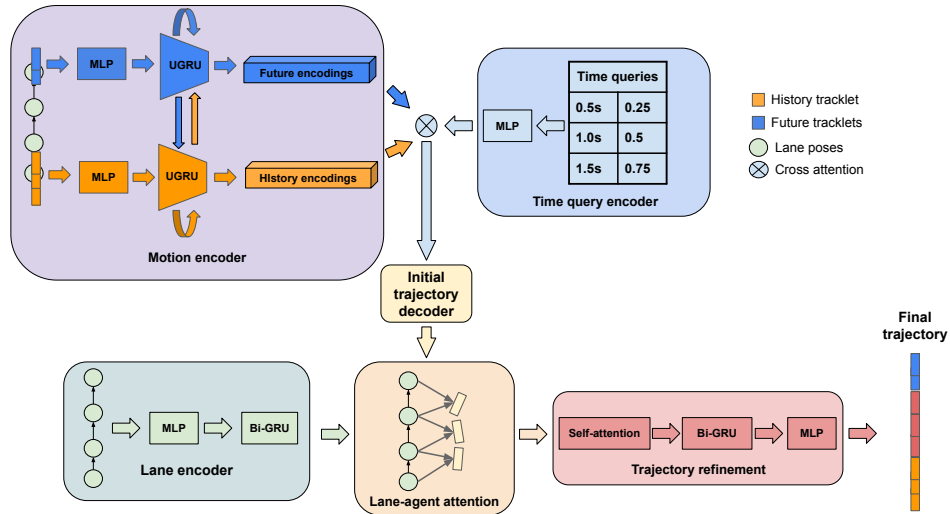 MLP
UGRU
Future encodings
MLP
UGRU
HIstory encodings
Motion encoder
MLP
Time queries
0.5s 0.25
1.0s 0.5
1.5s 0.75
Time query encoder
History tracklet
Future tracklets
Lane poses
Cross attention
Initial
trajectory
decoder
MLP
Bi-GRU
Lane encoder
Lane-agent attention
Self-attention
Bi-GRU
MLP
Trajectory refinement
Final
trajectory